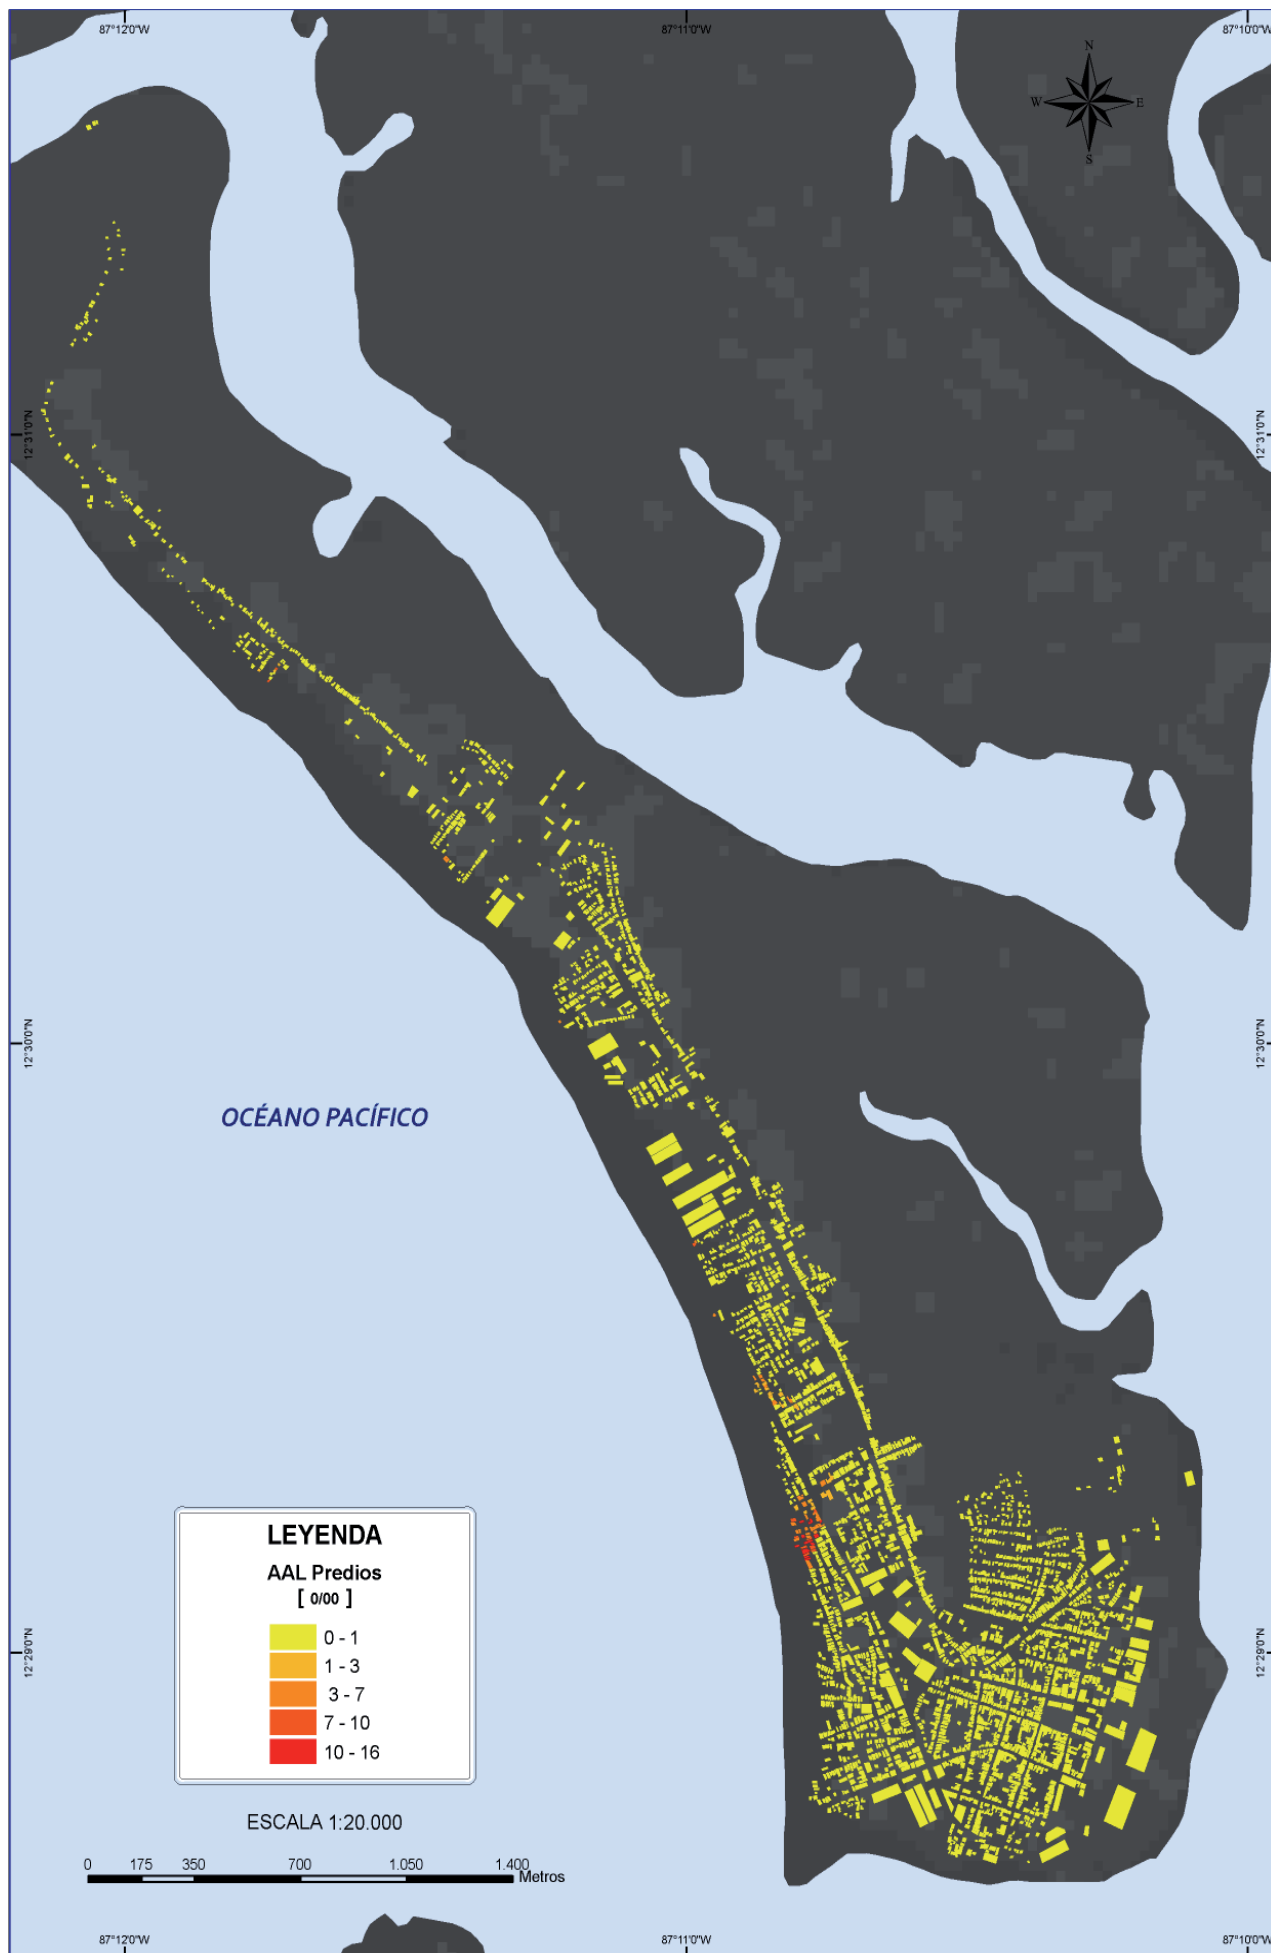 87°12'0"W
87°11'0"W
87°10'0"W
N
W
E
S
12°31'0"N
12°31'0"N
12°30'0"N
12°30'0"N
OCÉANO PACÍFICO
LEYENDA
AAL Predios
[ 0/00 ]
0 - 1
1 - 3
3 - 7
7 - 10
10 - 16
12°29'0"N
12°29'0"N
ESCALA 1:20.000
0 175 350 700 1.050 1.400
Metros
87°12'0"W
87°11'0"W
87°10'0"W